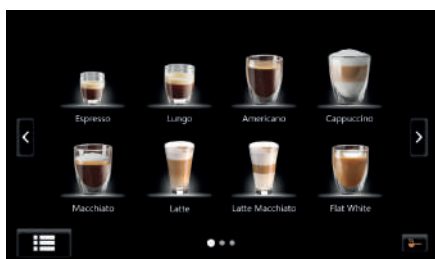 Espresso
Lungo
Americano
Cappuccino
Macchiato
Latte
Latte Macchiato
Flat White